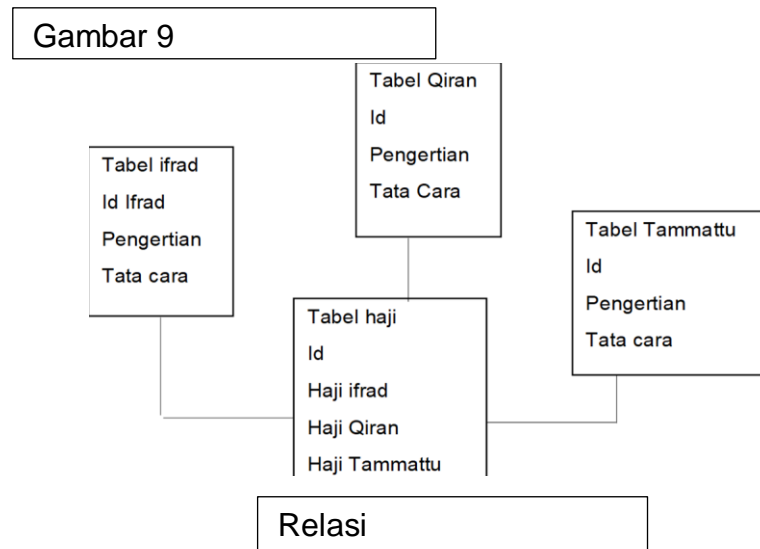 Gambar 9
Tabel Qiran
Id
Pengertian
Tata Cara
Tabel ifrad
Id Ifrad
Pengertian
Tata cara
Tabel Tammattu
Id
Pengertian
Tata cara
Tabel haji
Id
Haji ifrad
Haji Qiran
Haji Tammattu
Relasi